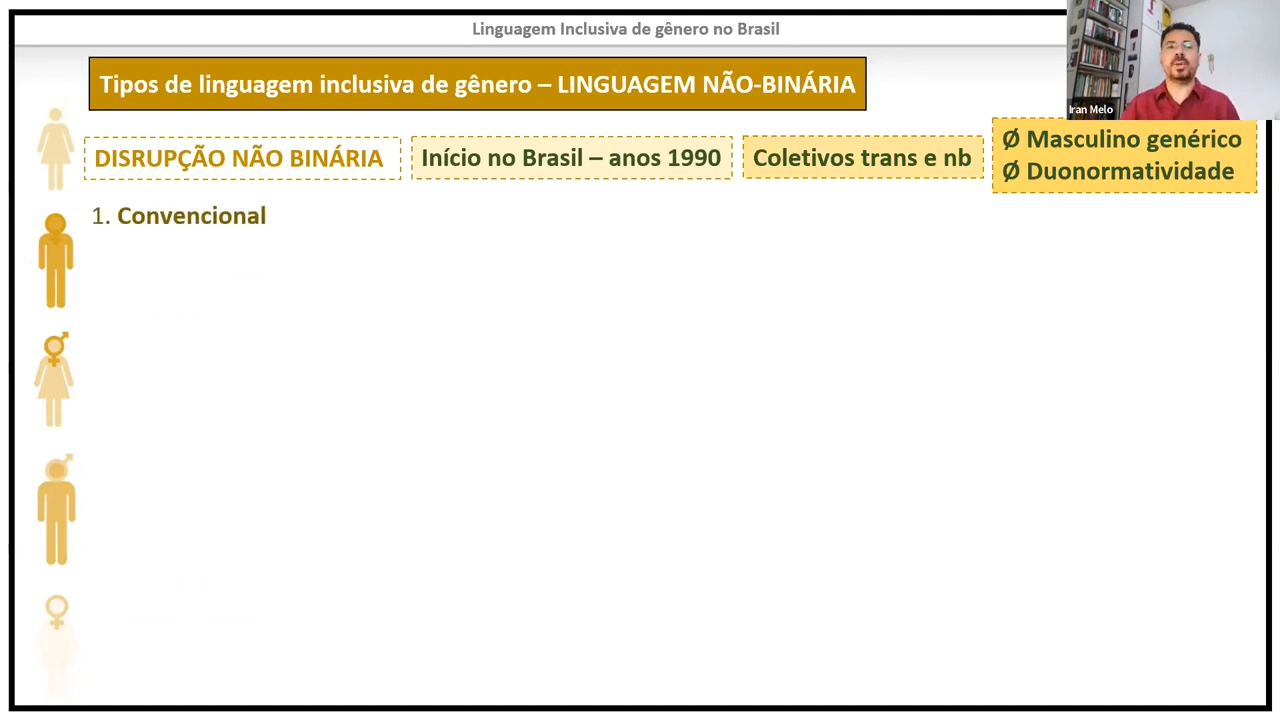 Linguagem Inclusiva de gênero no Brasil
Tipos de linguagem inclusiva de gênero – LINGUAGEM NÃO-BINÁRIA
Iran Melo
DISRUPÇÃO NÃO BINÁRIA
Início no Brasil – anos 1990
Coletivos trans e nb
Ø Masculino genérico
Ø Duonormatividade
1. Convencional